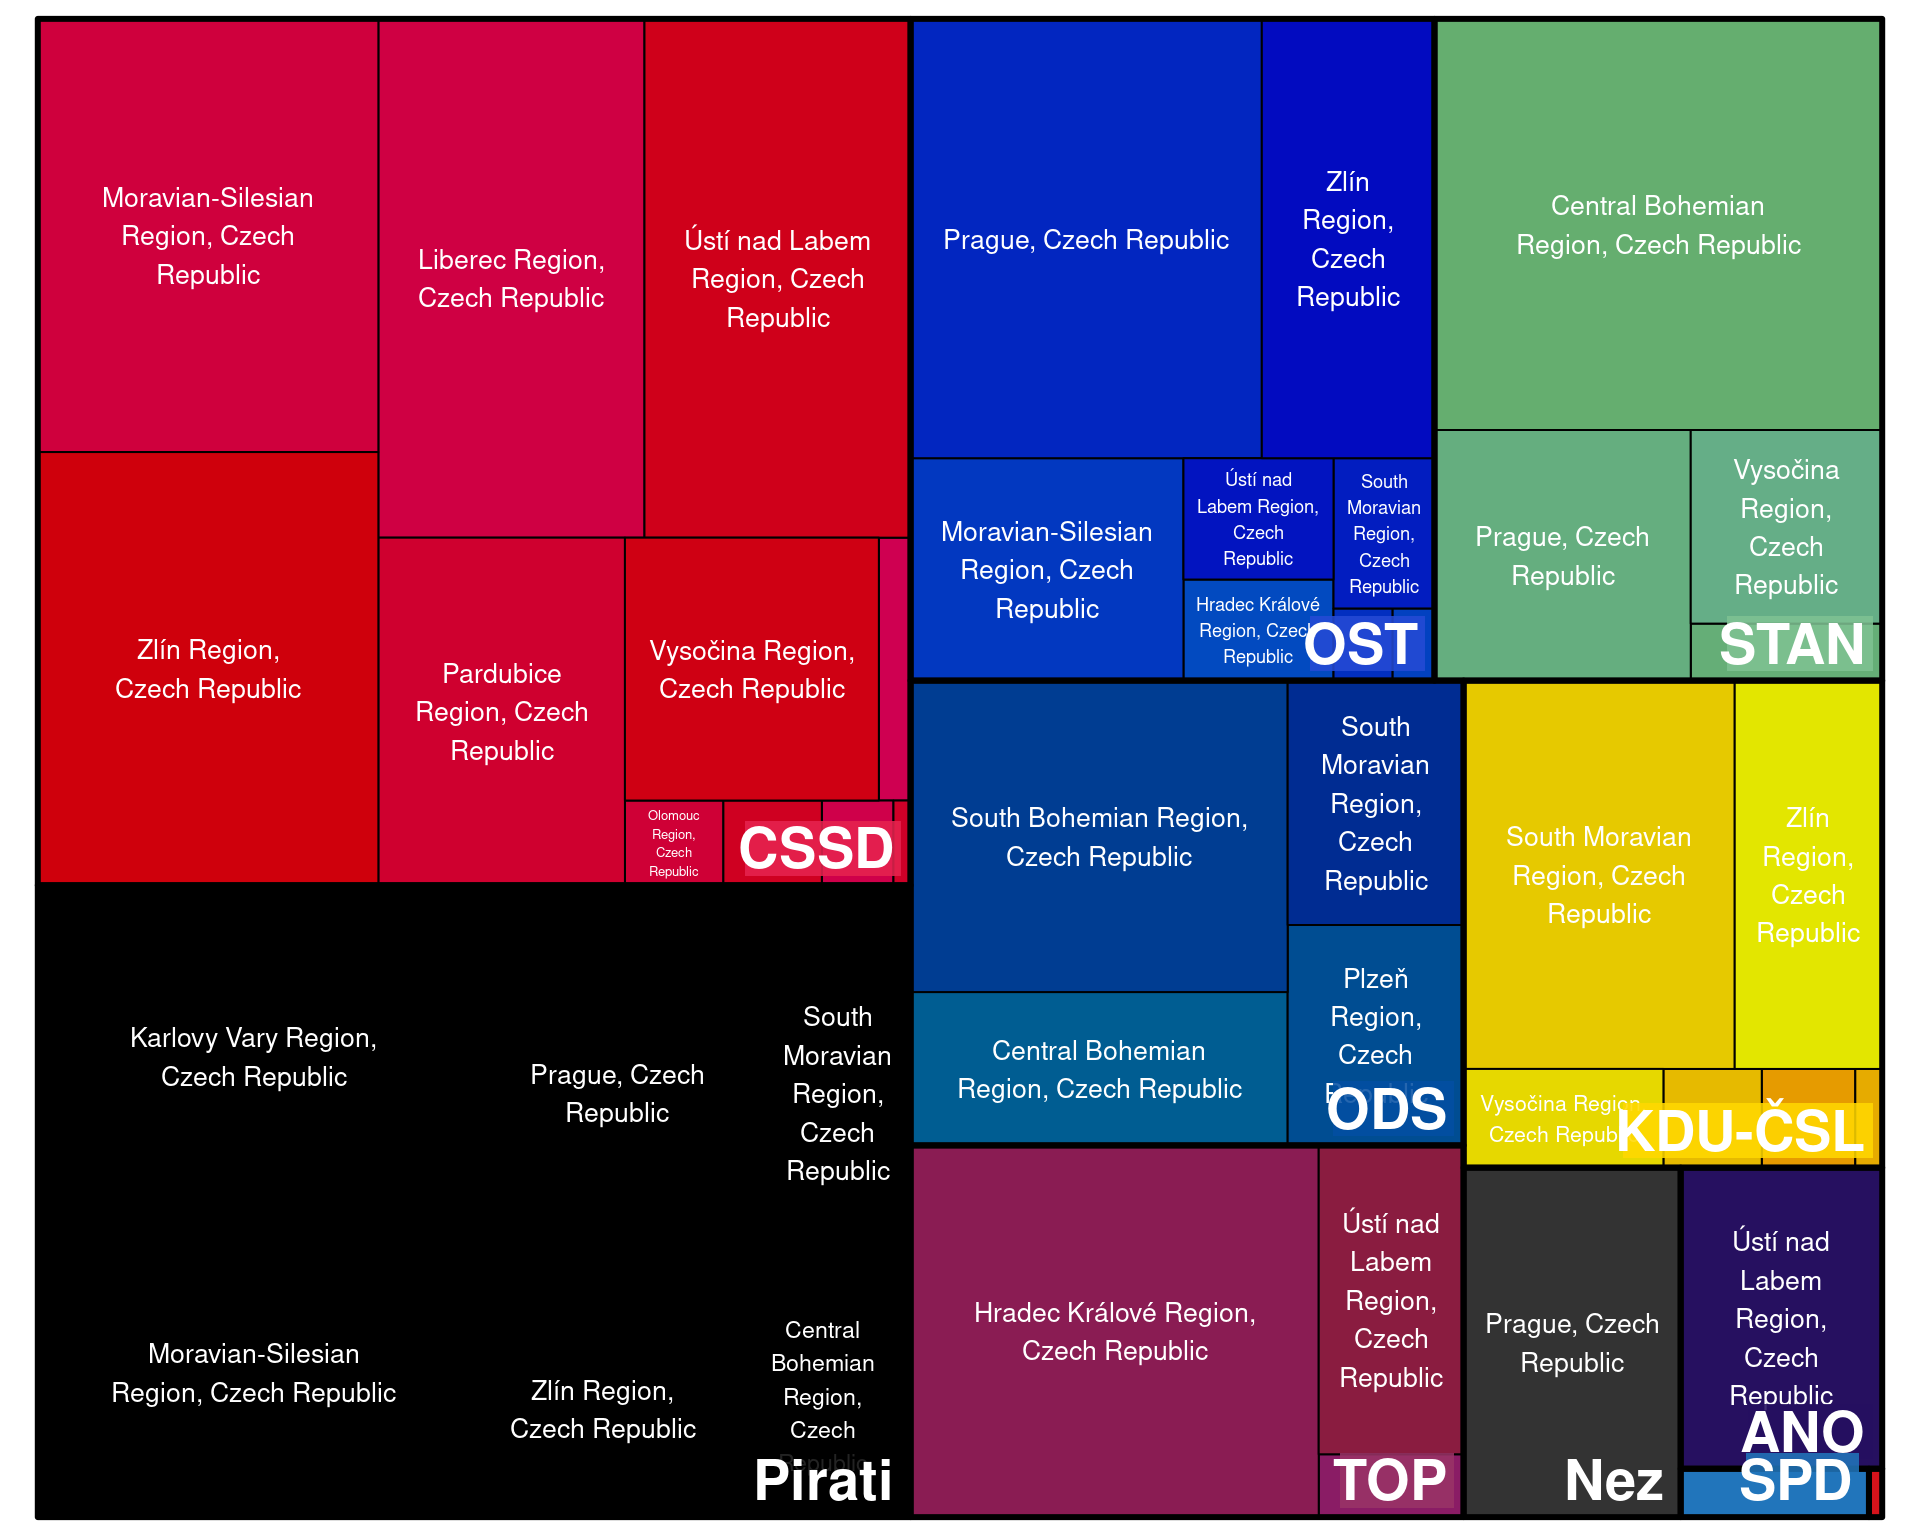 Moravian-Silesian
Region, Czech
Republic
Liberec Region,
Czech Republic
Ústí nad Labem
Region, Czech
Republic
Zlín Region,
Czech Republic
Pardubice
Region, Czech
Republic
Vysočina Region,
Czech Republic
Olomouc
Region,
Czech
Republic
CSSD
Prague, Czech Republic
Zlín
Region,
Czech
Republic
Moravian-Silesian
Region, Czech
Republic
Ústí nad
Labem Region,
Czech
Republic
South
Moravian
Region,
Czech
Republic
Hradec Králové
Region, Czech
Republic
OST
Central Bohemian
Region, Czech Republic
Prague, Czech
Republic
Vysočina
Region,
Czech
Republic
STAN
South Bohemian Region,
Czech Republic
South
Moravian
Region,
Czech
Republic
Central Bohemian
Region, Czech Republic
Plzeň
Region,
Czech
Republic
ODS
South Moravian
Region, Czech
Republic
Zlín
Region,
Czech
Republic
Vysočina Region,
Czech Republic
KDU-ČSL
Karlovy Vary Region,
Czech Republic
Prague, Czech
Republic
South
Moravian
Region,
Czech
Republic
Moravian-Silesian
Region, Czech Republic
Zlín Region,
Czech Republic
Central
Bohemian
Region,
Czech
Republic
Pirati
Hradec Králové Region,
Czech Republic
Ústí nad
Labem
Region,
Czech
Republic
TOP
Prague, Czech
Republic
Nez
Ústí nad
Labem
Region,
Czech
Republic
ANO
SPD